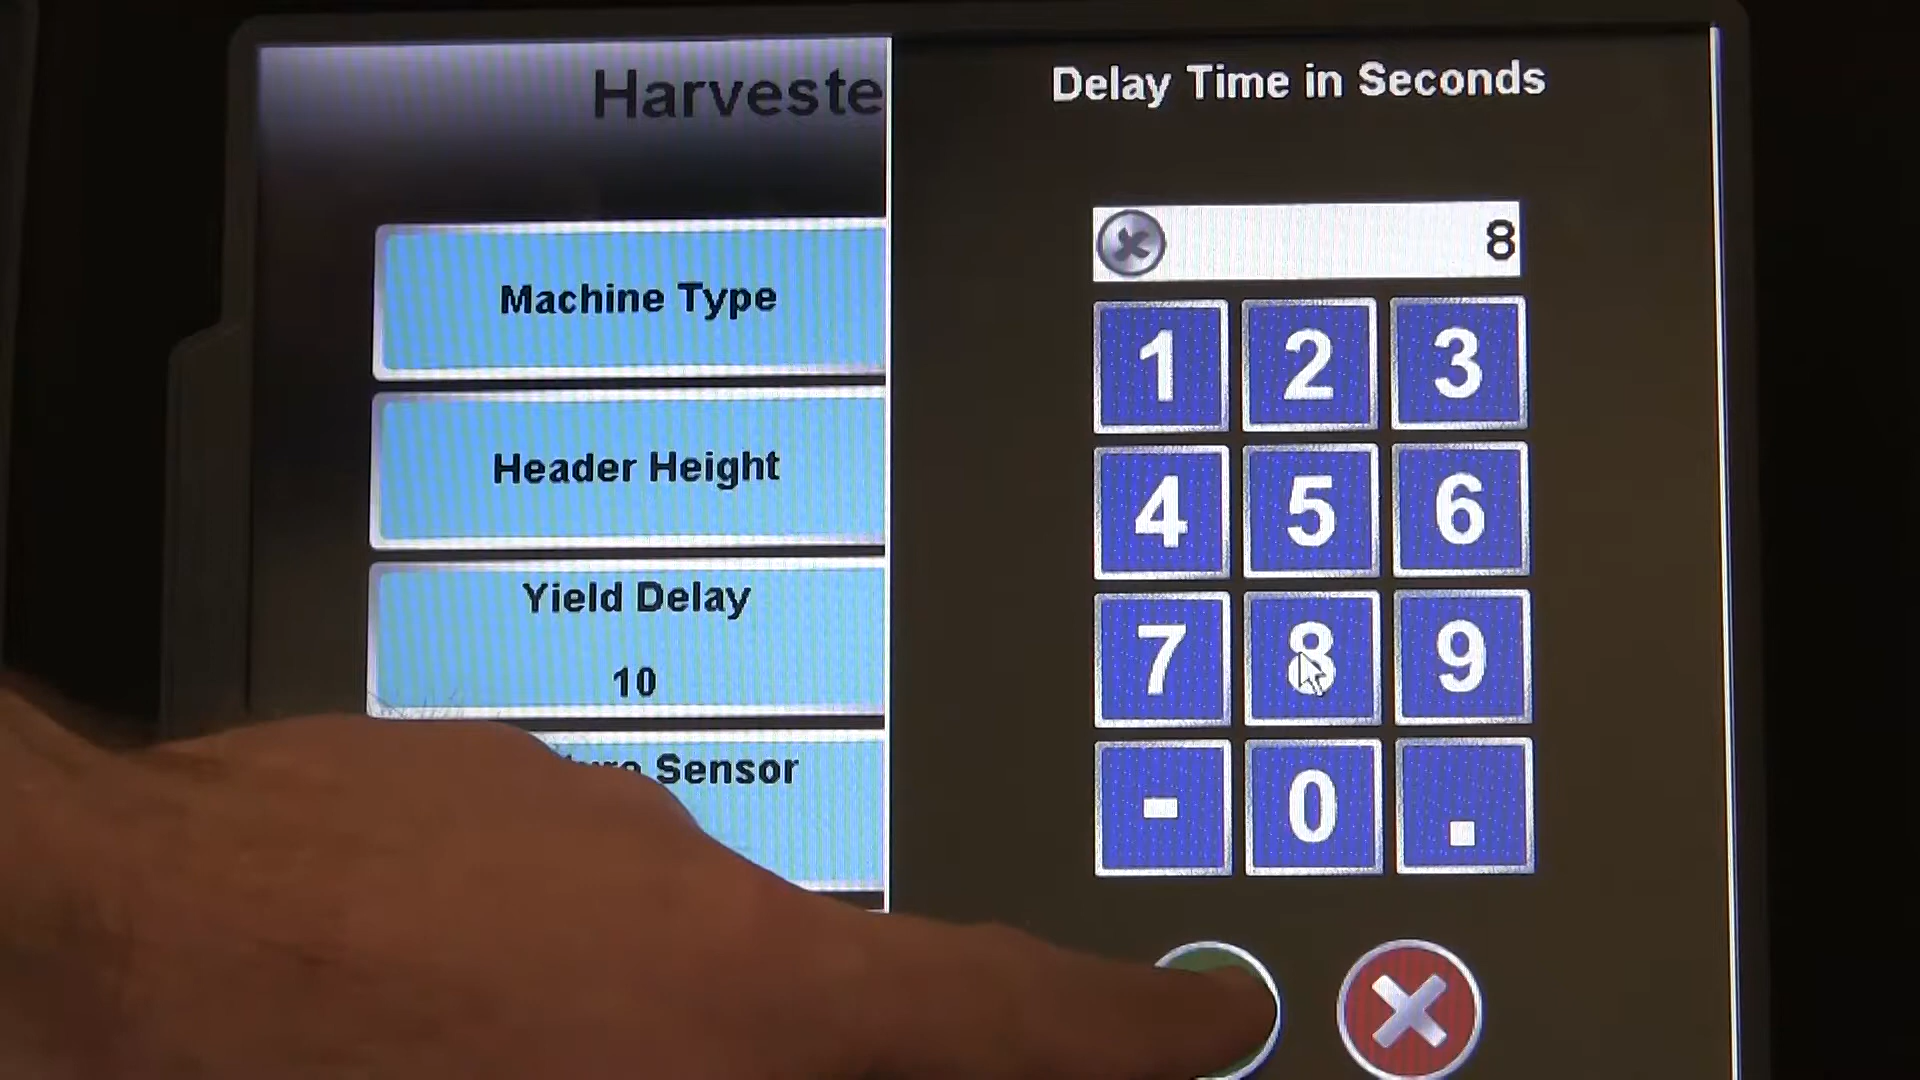 Harveste
Machine Type
Header Height
Yield Delay
10
Sensor
Delay Time in Seconds
8
1 2 3
4 5 6
7 8 9
- 0 .